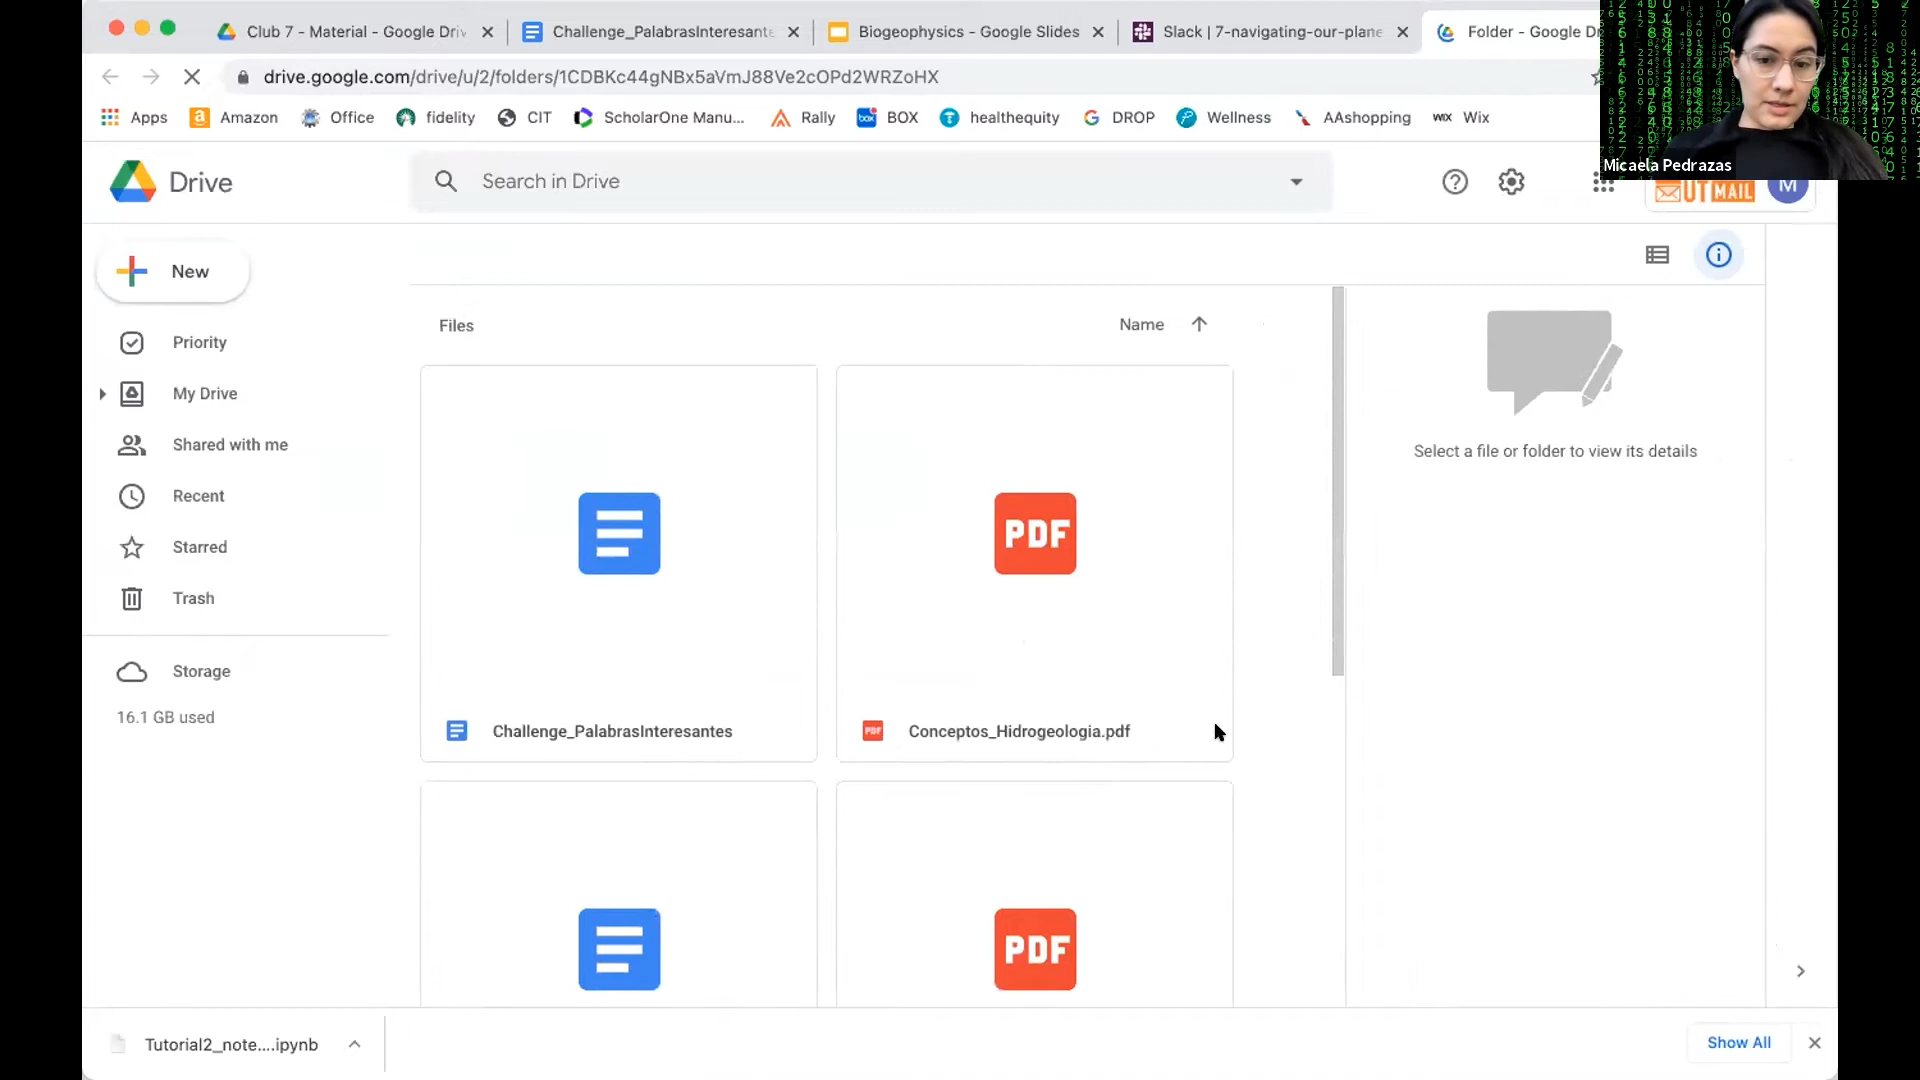 Club 7 - Material - Google Driv
Challenge_PalabrasInteresante
Biogeophysics - Google Slides
Slack | 7-navigating-our-plane
Folder - Google Dr
drive.google.com/drive/u/2/folders/1CDBKc44gNBx5aVmJ88Ve2cOPd2WRZoHX
Apps
Amazon
Office
fidelity
CIT
ScholarOne Manu...
Rally
BOX
healthequity
DROP
Wellness
AAshopping
WIX Wix
Micaela Pedrazas
Drive
Search in Drive
UTMAIL
M
New
Priority
My Drive
Shared with me
Recent
Starred
Trash
Storage
16.1 GB used
Files
Name
PDF
Challenge_PalabrasInteresantes
PDF Conceptos_Hidrogeologia.pdf
PDF
Select a file or folder to view its details
Tutorial2_note....ipynb
Show All